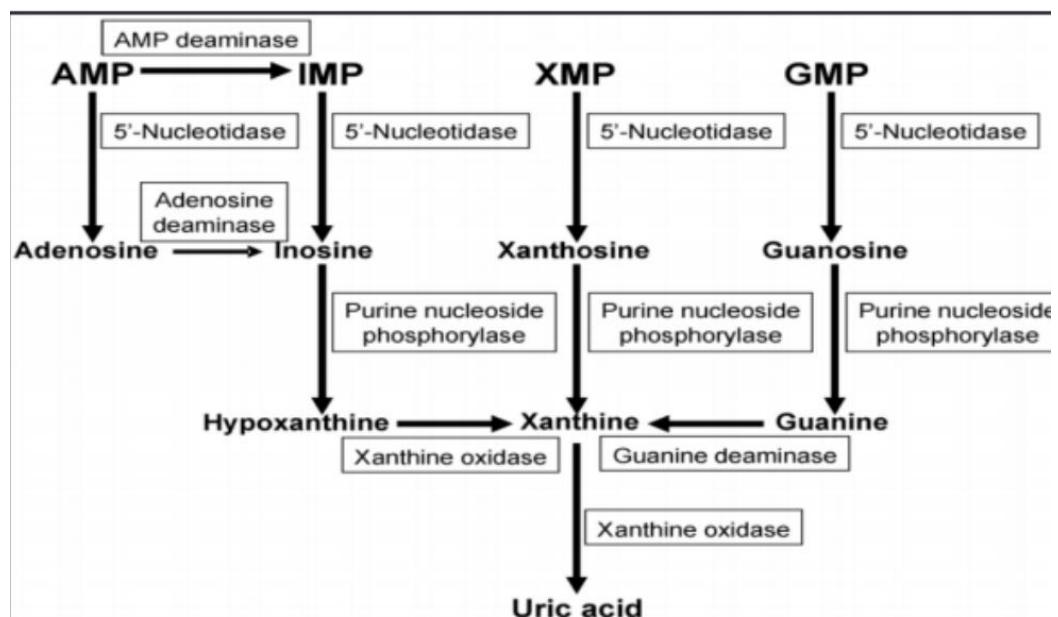 AMP deaminase
AMP IMP XMP GMP
5'-Nucleotidase 5'-Nucleotidase 5'-Nucleotidase 5'-Nucleotidase
Adenosine
deaminase
Adenosine Inosine Xanthosine Guanosine
Purine nucleoside Purine nucleoside Purine nucleoside
phosphorylase phosphorylase phosphorylase
Hypoxanthine Xanthine Guanine
Xanthine oxidase Guanine deaminase
Xanthine oxidase
Uric acid